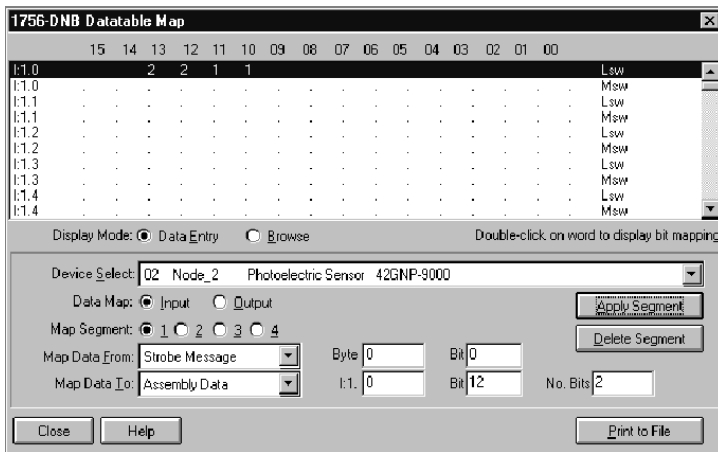 1756-DNB Datatable Map
15 14 13 12 11 10 09 08 07 06 05 04 03 02 01 00
I:1.0 2 2 1 1 Lsw
I:1.0 . . . . . . . . . . . . . . . . Msw
I:1.1 . . . . . . . . . . . . . . . . Lsw
I:1.1 . . . . . . . . . . . . . . . . Msw
I:1.2 . . . . . . . . . . . . . . . . Lsw
I:1.2 . . . . . . . . . . . . . . . . Msw
I:1.3 . . . . . . . . . . . . . . . . Lsw
I:1.3 . . . . . . . . . . . . . . . . Msw
I:1.4 . . . . . . . . . . . . . . . . Lsw
I:1.4 . . . . . . . . . . . . . . . . Msw
Display Mode: Data Entry Browse Double-click on word to display bit mapping
Device Select: 02 Node_2 Photoelectric Sensor 42GNP-9000
Data Map: Input Output Apply Segment
Map Segment: 1 2 3 4 Delete Segment
Map Data From: Strobe Message Byte 0 Bit 0
Map Data To: Assembly Data I:1. 0 Bit 12 No. Bits 2
Close Help Print to File